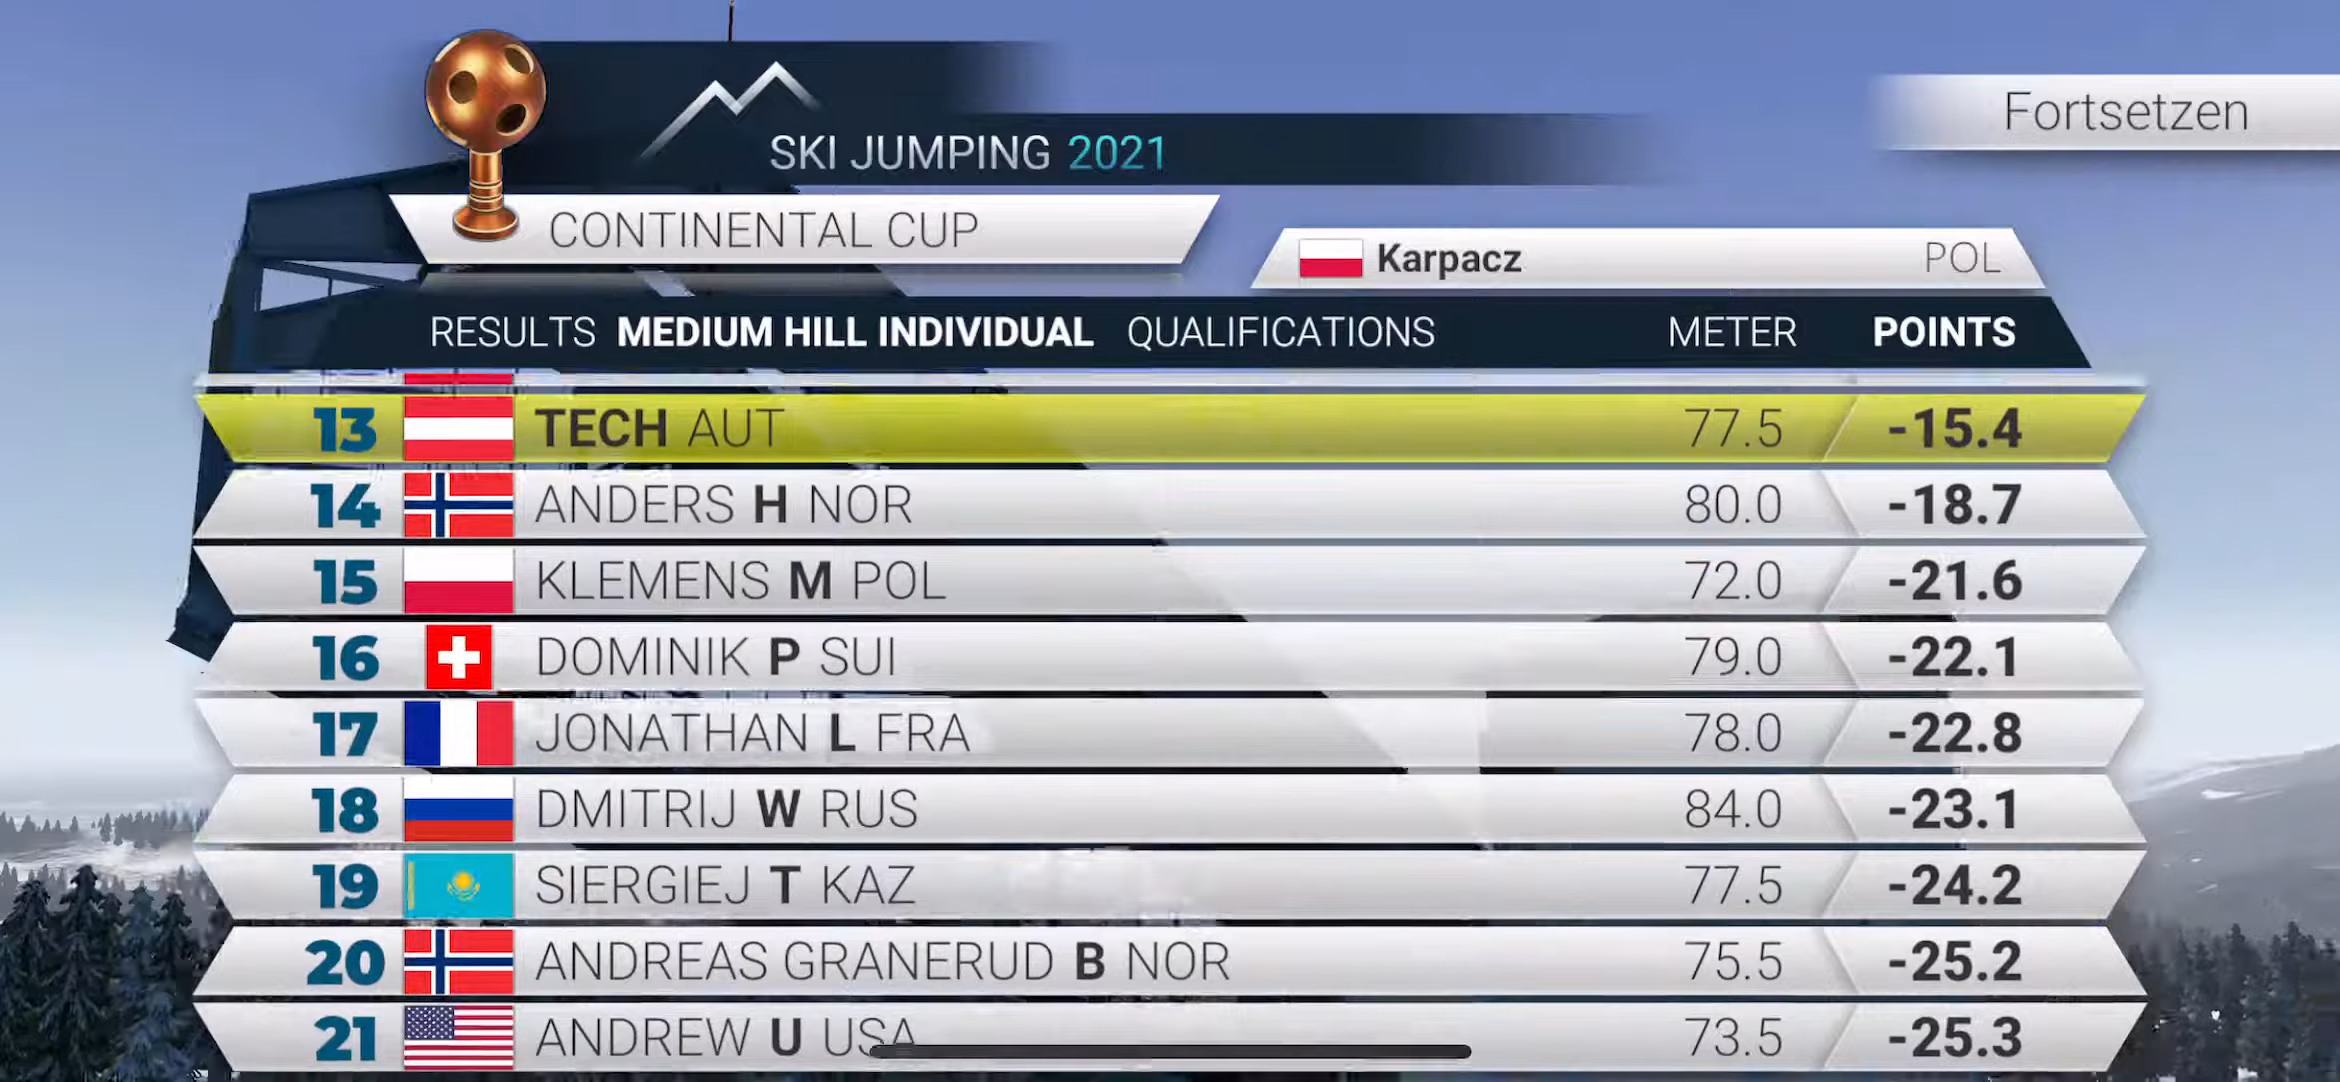 Fortsetzen
SKI JUMPING 2021
CONTINENTAL CUP
Karpacz POL
RESULTS MEDIUM HILL INDIVIDUAL QUALIFICATIONS METER POINTS
13 TECH AUT 77.5 -15.4
14 ANDERS H NOR 80.0 -18.7
15 KLEMENS M POL 72.0 -21.6
16 DOMINIK P SUI 79.0 -22.1
17 JONATHAN L FRA 78.0 -22.8
18 DMITRIJ W RUS 84.0 -23.1
19 SIERGIEJ T KAZ 77.5 -24.2
20 ANDREAS GRANERUD B NOR 75.5 -25.2
21 ANDREW U USA 73.5 -25.3